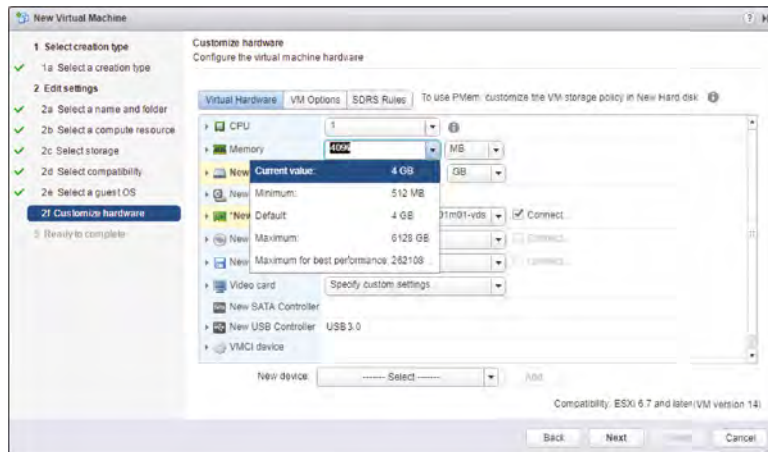 New Virtual Machine
1 Select creation type
1a Select a creation type
2 Edit settings
2a Select a name and folder
2b Select a compute resource
2c Select storage
2d Select compatibility
2e Select a guest OS
2f Customize hardware
3 Ready to complete
Customize hardware
Configure the virtual machine hardware
Virtual Hardware VM Options SDRS Rules To use PMem, customize the VM storage policy in New Hard disk
CPU 1
Memory 4096 MB
New GB
Current value: 4 GB
New
Minimum: 512 MB
*New 01m01-vds Connect...
Default: 4 GB
New Connect...
Maximum: 6128 GB
New Connect...
Maximum for best performance: 262108
Video card Specify custom settings
New SATA Controller
New USB Controller USB 3.0
VMCI device
New device: ------- Select ------- Add
Compatibility: ESXi 6.7 and later (VM version 14)
Back Next Cancel